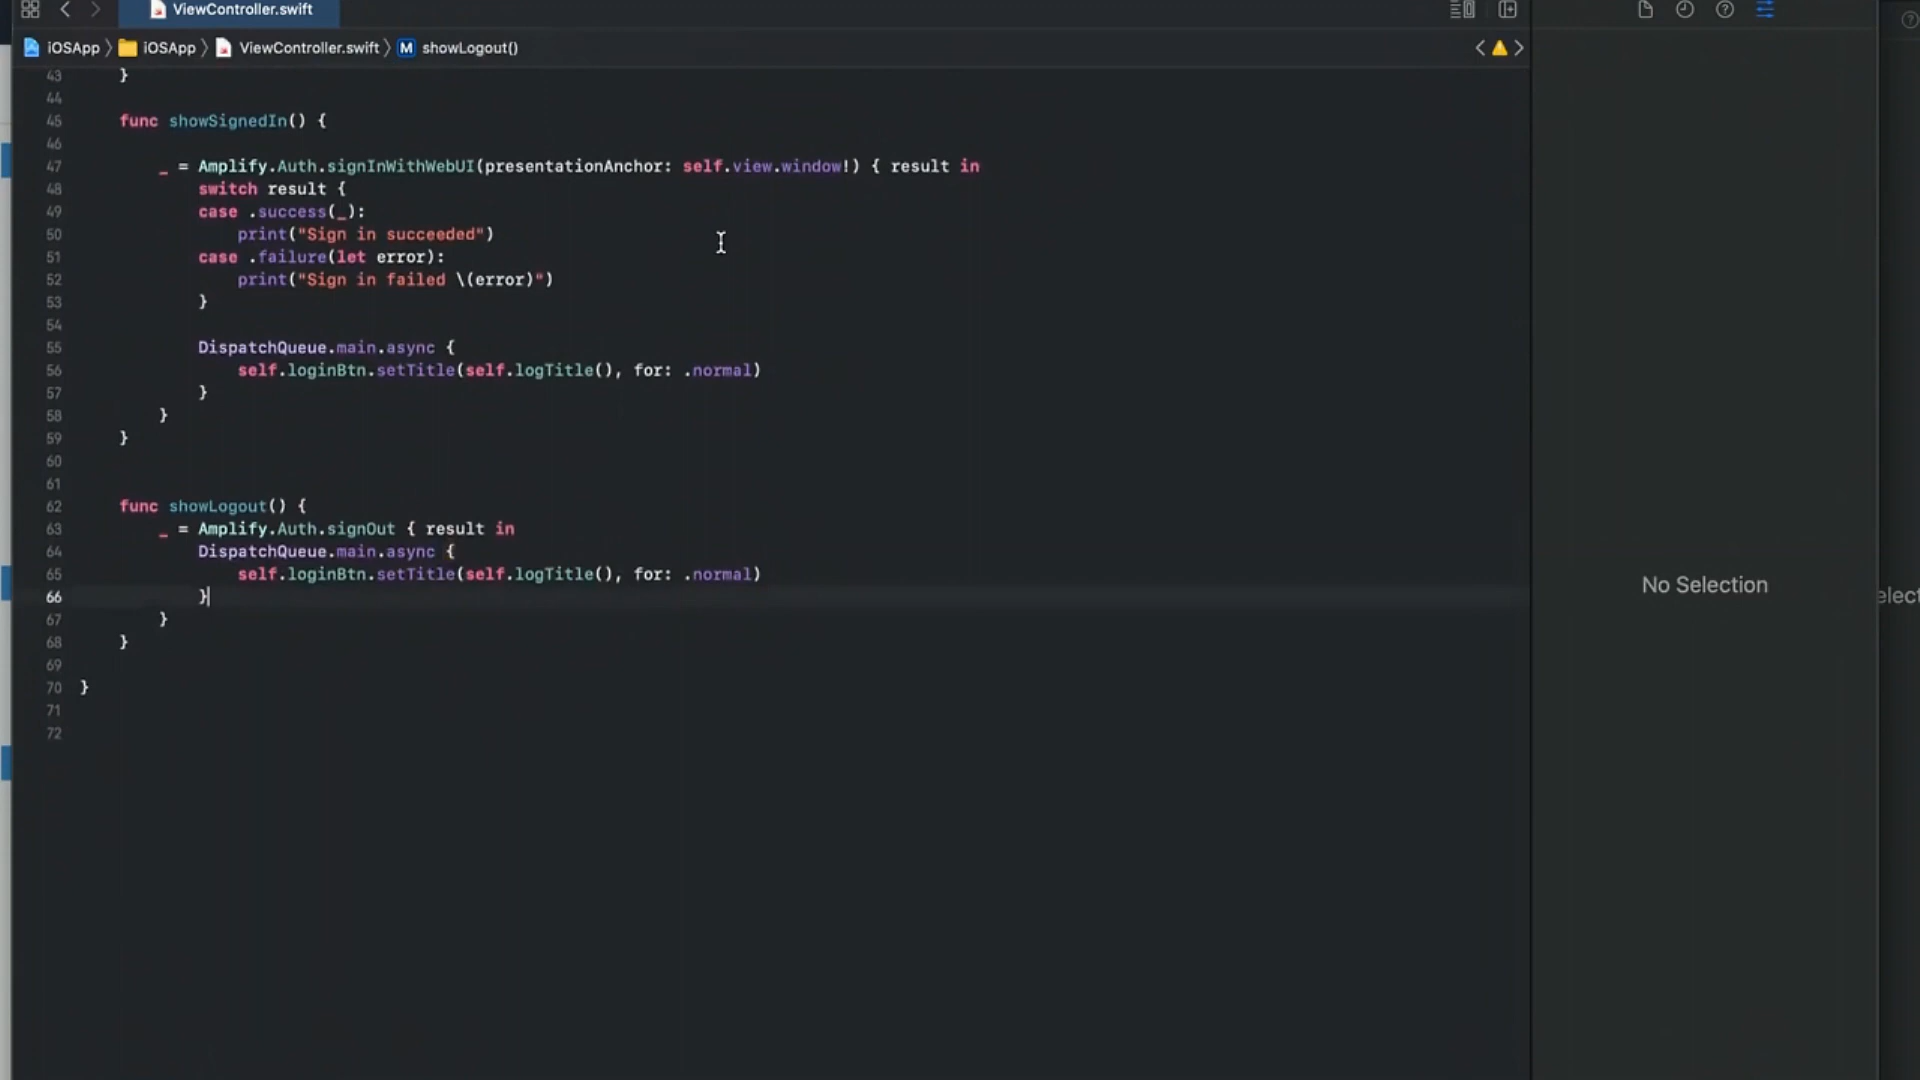 ViewController.swift
iOSApp 〉 iOSApp 〉 ViewController.swift 〉 M showLogout()
43 }
44
45 func showSignedIn() {
46
47 _ = Amplify.Auth.signInWithWebUI(presentationAnchor: self.view.window!) { result in
48 switch result {
49 case .success(_):
50 print("Sign in succeeded")
51 case .failure(let error):
52 print("Sign in failed \(error)")
53 }
54
55 DispatchQueue.main.async {
56 self.loginBtn.setTitle(self.logTitle(), for: .normal)
57 }
58 }
59 }
60
61
62 func showLogout() {
63 _ = Amplify.Auth.signOut { result in
64 DispatchQueue.main.async {
65 self.loginBtn.setTitle(self.logTitle(), for: .normal)
66 }
67 }
68 }
69
70 }
71
72
No Selection
elect